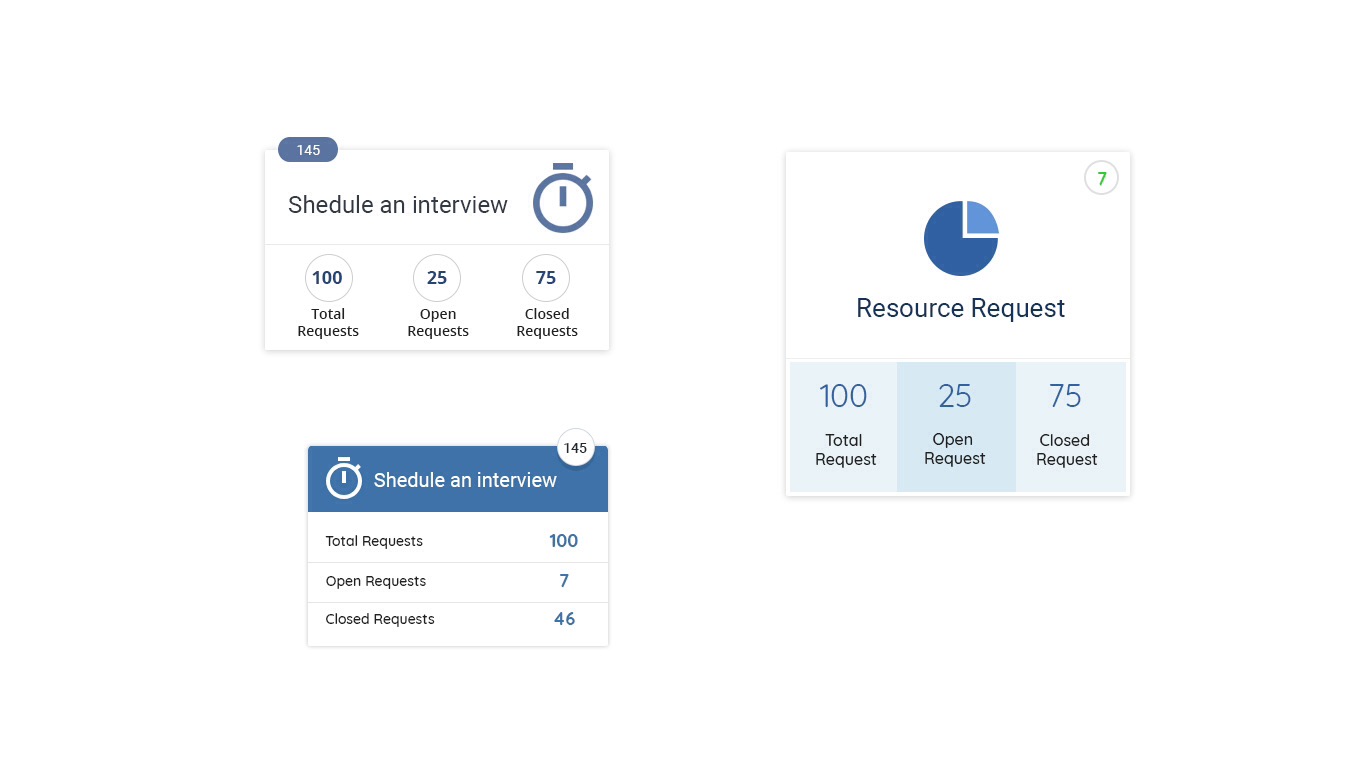 145
Shedule an interview
100 25 75
Total Open Closed
Requests Requests Requests
145
Shedule an interview
Total Requests 100
Open Requests 7
Closed Requests 46
7
Resource Request
100 25 75
Total Open Closed
Request Request Request